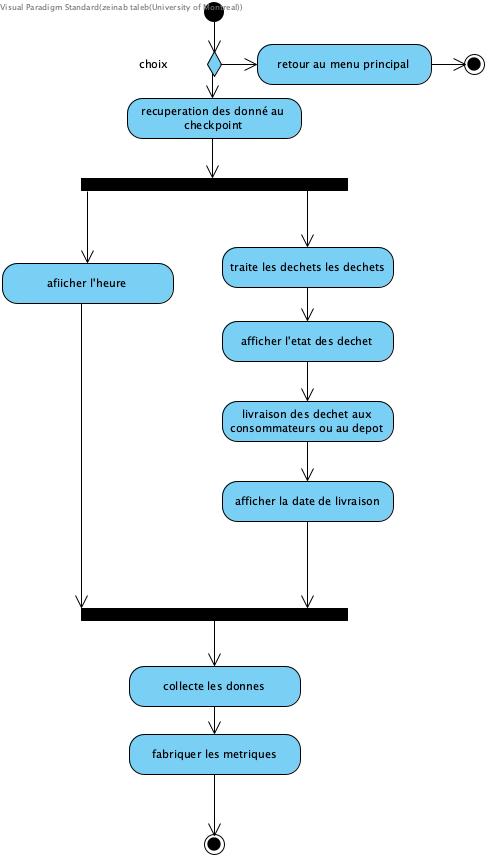 Visual Paradigm Standard(zeinab taleb(University of Montreal))
choix
retour au menu principal
recuperation des donné au
checkpoint
afiicher l'heure
traite les dechets les dechets
afficher l'etat des dechet
livraison des dechet aux
consommateurs ou au depot
afficher la date de livraison
collecte les donnes
fabriquer les metriques